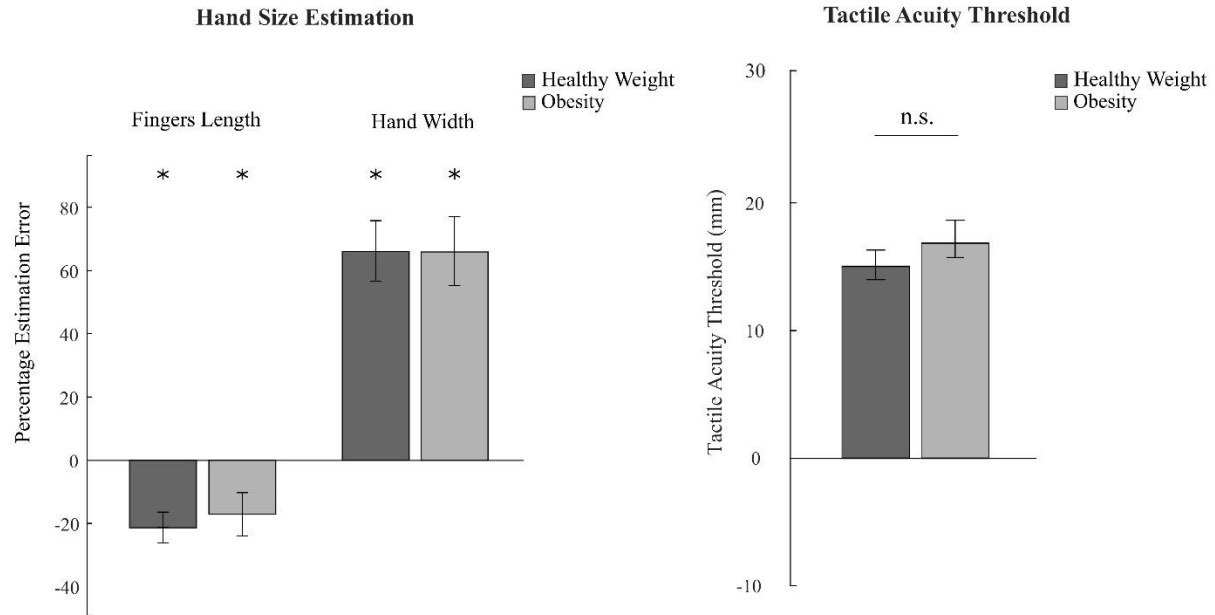 Hand Size Estimation
Healthy Weight
Obesity
Fingers Length
Hand Width
* * * *
Percentage Estimation Error
80
60
40
20
0
-20
-40
Tactile Acuity Threshold
Healthy Weight
Obesity
n.s.
Tactile Acuity Threshold (mm)
30
20
10
0
-10